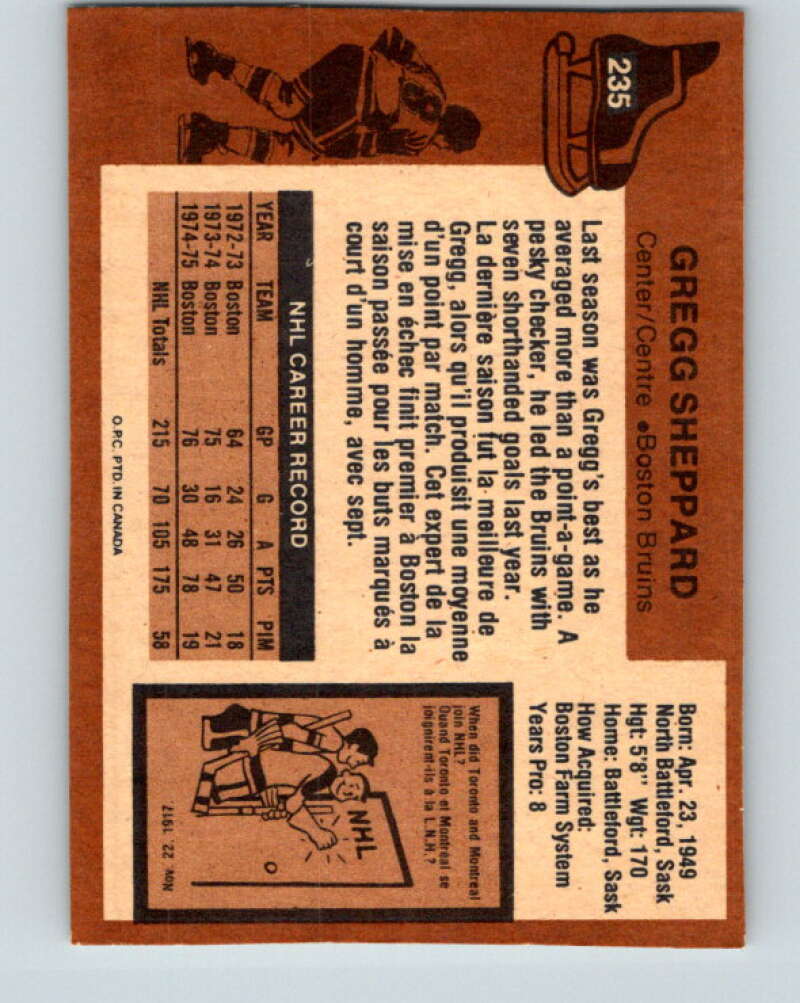 235
GREGG SHEPPARD
Center/Centre ●Boston Bruins
Last season was Gregg's best as he
averaged more than a point-a-game. A
pesky checker, he led the Bruins with
seven shorthanded goals last year.
La dernière saison fut la meilleure de
Gregg, alors qu'il produisit une moyenne
d'un point par match. Cet expert de la
mise en échec finit premier à Boston la
saison passée pour les buts marqués à
court d'un homme, avec sept.
NHL CAREER RECORD
YEAR TEAM GP G A PTS PIM
1972-73 Boston 64 24 26 50 18
1973-74 Boston 75 16 31 47 21
1974-75 Boston 76 30 48 78 19
NHL Totals 215 70 105 175 58
O.P.C. PTD. IN CANADA
Born: Apr. 23, 1949
North Battleford, Sask
Hgt: 5'8" Wgt: 170
Home: Battleford, Sask
How Acquired:
Boston Farm System
Years Pro: 8
When did Toronto and Montreal
join NHL?
Quand Toronto et Montreal se
joignirent-ils à la L.N.H.?
NHL
8
NOV. 22, 1917